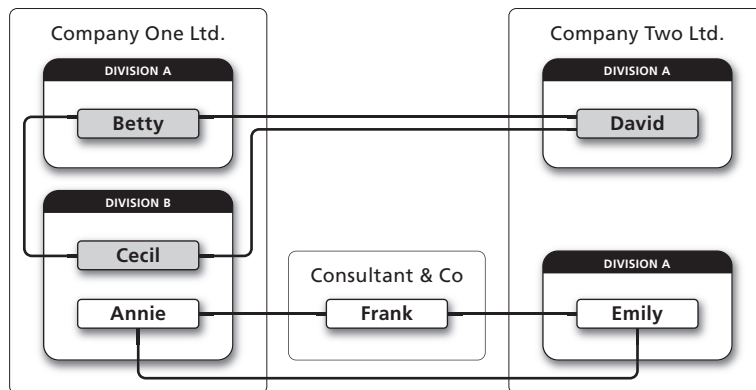 Company One Ltd.
DIVISION A
Betty
DIVISION B
Cecil
Annie
Consultant & Co
Frank
Company Two Ltd.
DIVISION A
David
DIVISION A
Emily